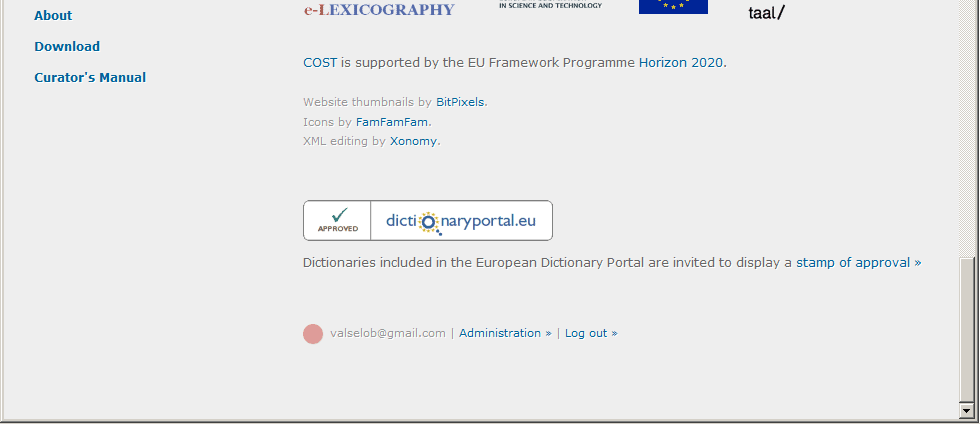 About
Download
Curator's Manual
e-LEXICOGRAPHY
IN SCIENCE AND TECHNOLOGY
taal/
COST is supported by the EU Framework Programme Horizon 2020.
Website thumbnails by BitPixels.
Icons by FamFamFam.
XML editing by Xonomy.
APPROVED
dictionaryportal.eu
Dictionaries included in the European Dictionary Portal are invited to display a stamp of approval »
valselob@gmail.com | Administration » | Log out »